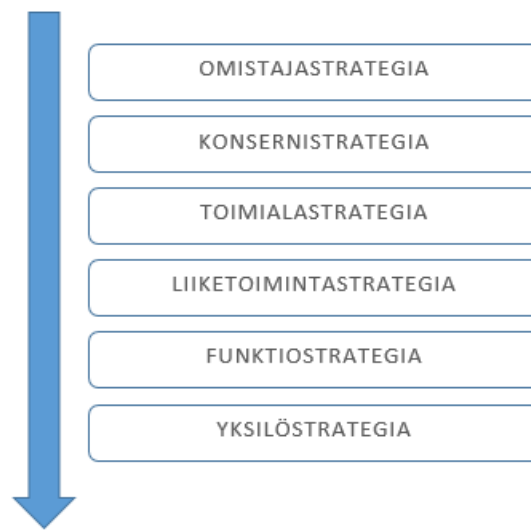 OMISTAJASTRATEGIA
KONSERNISTRATEGIA
TOIMIALASTRATEGIA
LIIKETOIMINTASTRATEGIA
FUNKTIOSTRATEGIA
YKSILÖSTRATEGIA